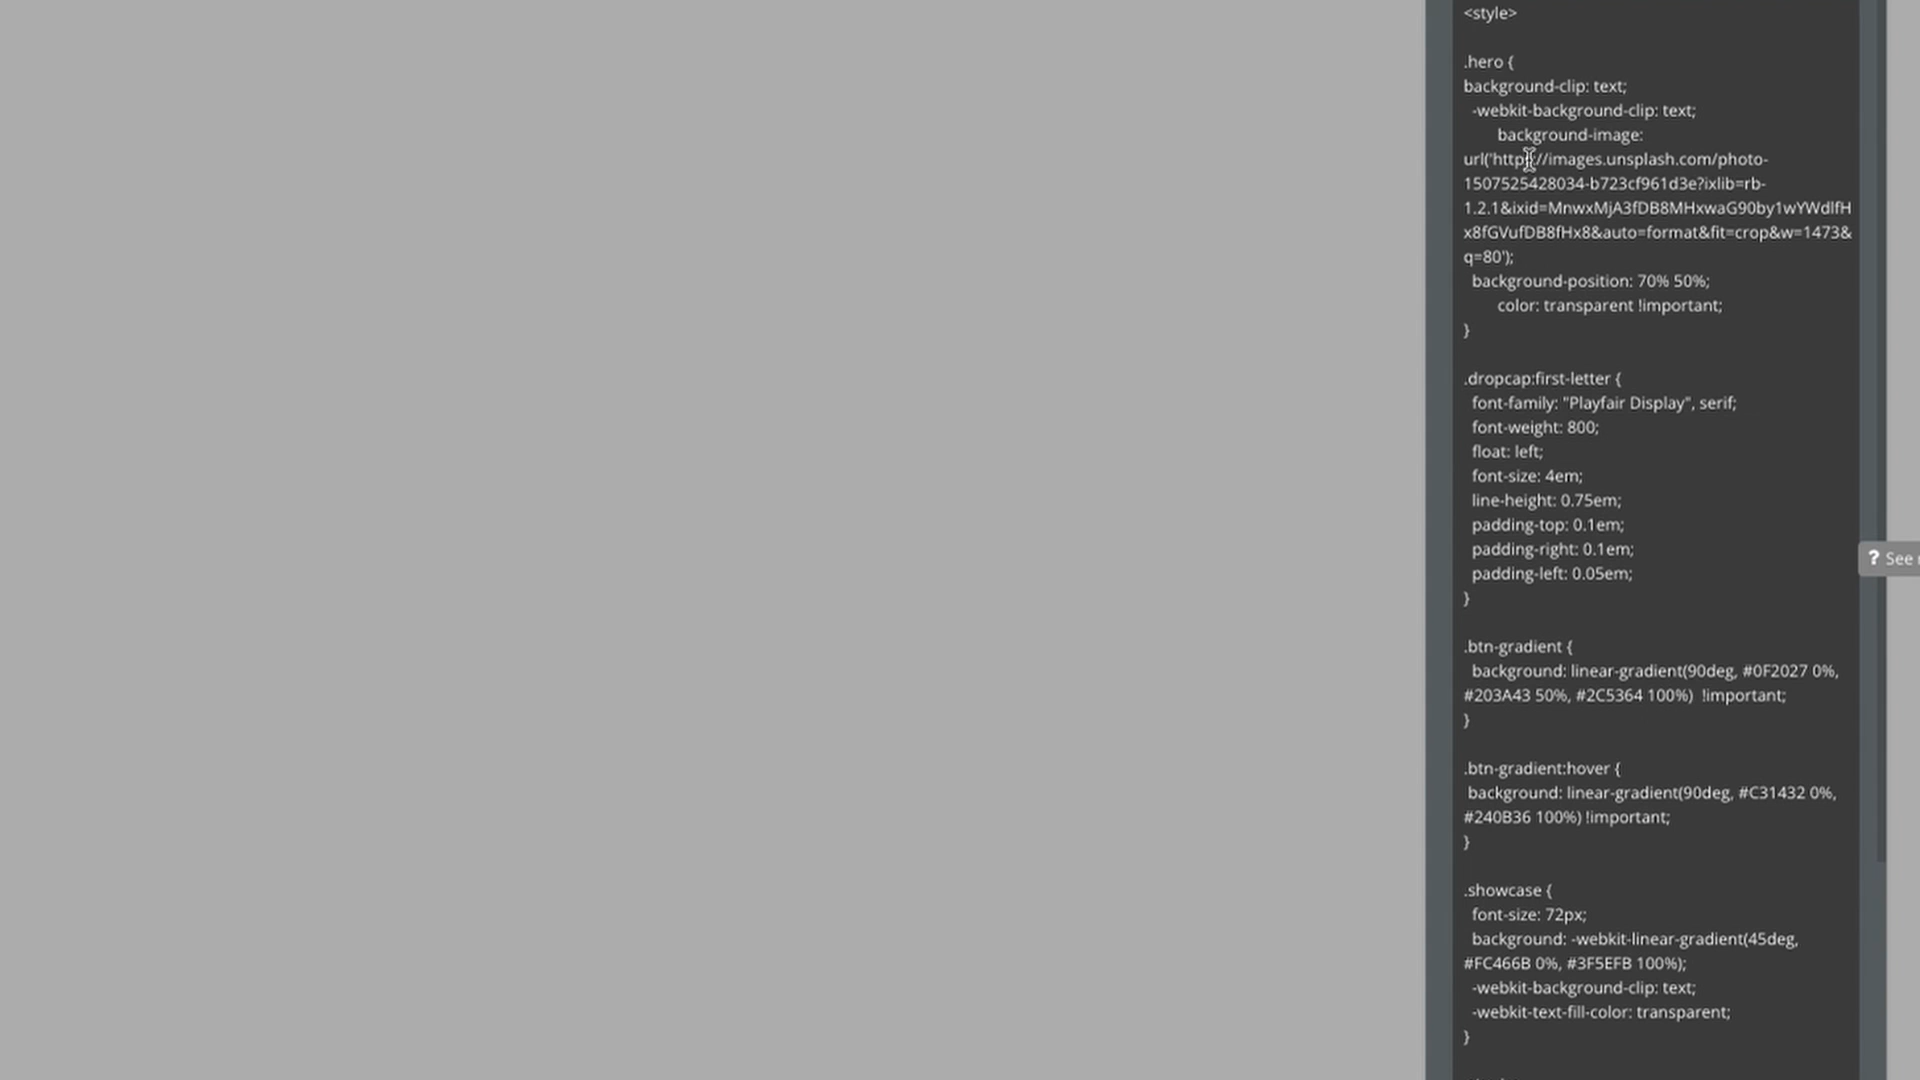 <style>
.hero {
background-clip: text;
-webkit-background-clip: text;
background-image:
url('https://images.unsplash.com/photo-
1507525428034-b723cf961d3e?ixlib=rb-
1.2.1&ixid=MnwxMjA3fDB8MHxwaG90by1wYWdlfH
x8fGVufDB8fHx8&auto=format&fit=crop&w=1473&
q=80');
background-position: 70% 50%;
color: transparent !important;
}
.dropcap:first-letter {
font-family: "Playfair Display", serif;
font-weight: 800;
float: left;
font-size: 4em;
line-height: 0.75em;
padding-top: 0.1em;
padding-right: 0.1em;
padding-left: 0.05em;
}
.btn-gradient {
background: linear-gradient(90deg, #0F2027 0%,
#203A43 50%, #2C5364 100%)  !important;
}
.btn-gradient:hover {
background: linear-gradient(90deg, #C31432 0%,
#240B36 100%) !important;
}
.showcase {
font-size: 72px;
background: -webkit-linear-gradient(45deg,
#FC466B 0%, #3F5EFB 100%);
-webkit-background-clip: text;
-webkit-text-fill-color: transparent;
}
? See